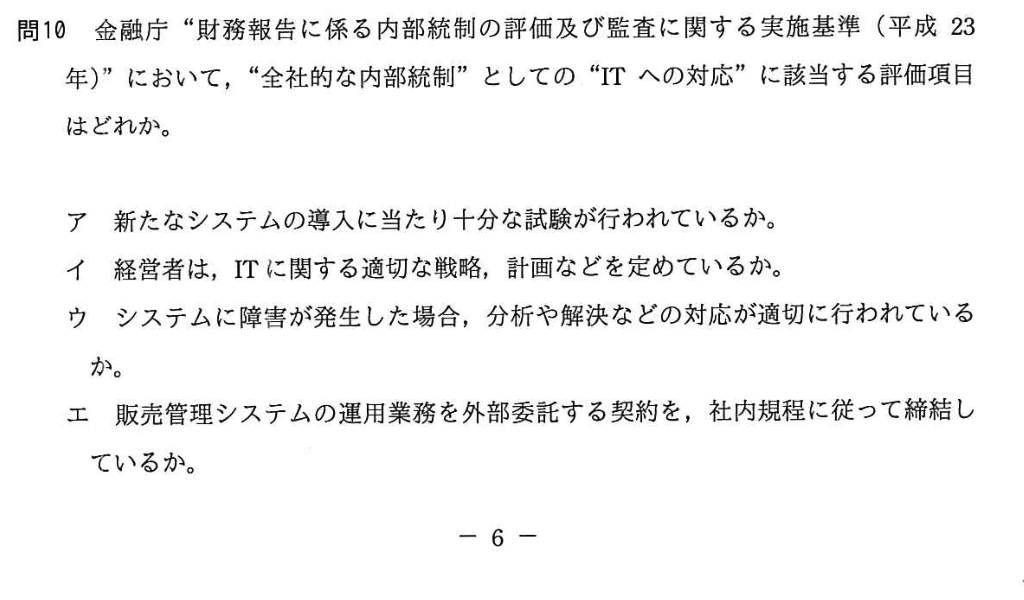 問10 金融庁“財務報告に係る内部統制の評価及び監査に関する実施基準（平成 23
年）”において，“全社的な内部統制”としての“IT への対応”に該当する評価項目
はどれか。
ア 新たなシステムの導入に当たり十分な試験が行われているか。
イ 経営者は，IT に関する適切な戦略，計画などを定めているか。
ウ システムに障害が発生した場合，分析や解決などの対応が適切に行われている
か。
エ 販売管理システムの運用業務を外部委託する契約を，社内規程に従って締結し
ているか。
－ 6 －